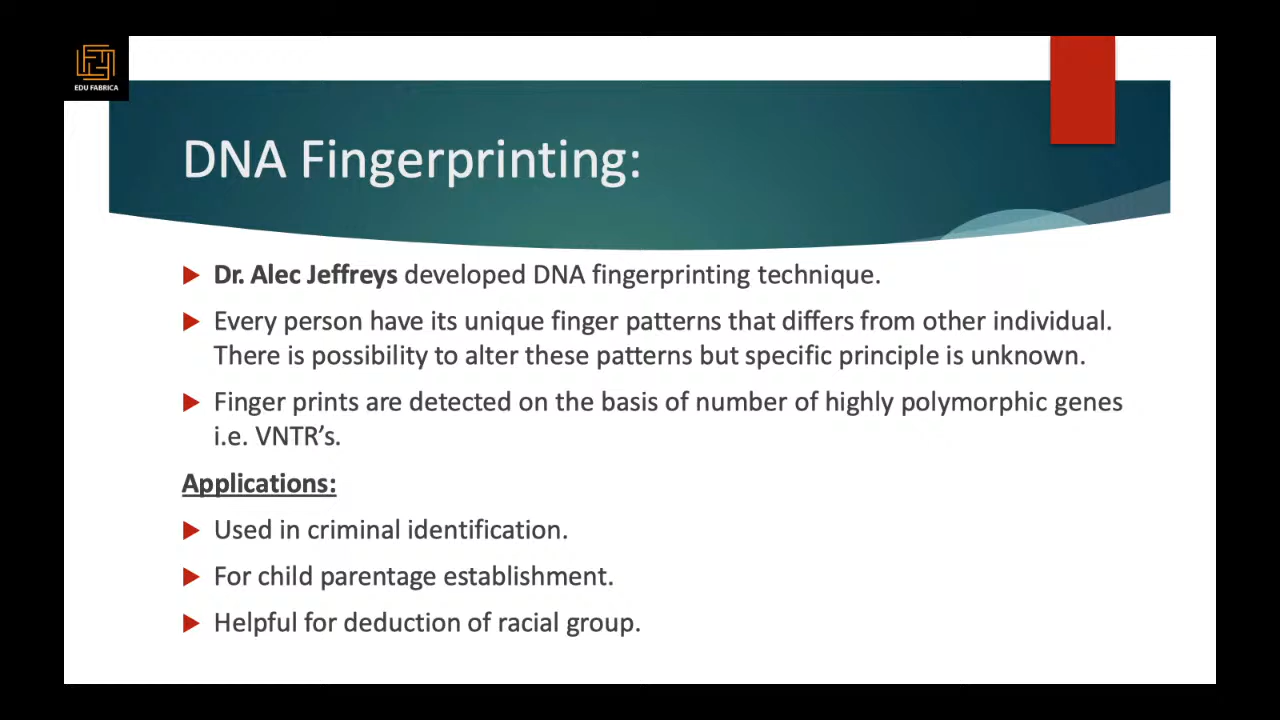 EDU FABRICA
DNA Fingerprinting:
Dr. Alec Jeffreys developed DNA fingerprinting technique.
Every person have its unique finger patterns that differs from other individual.
There is possibility to alter these patterns but specific principle is unknown.
Finger prints are detected on the basis of number of highly polymorphic genes
i.e. VNTR’s.
Applications:
Used in criminal identification.
For child parentage establishment.
Helpful for deduction of racial group.